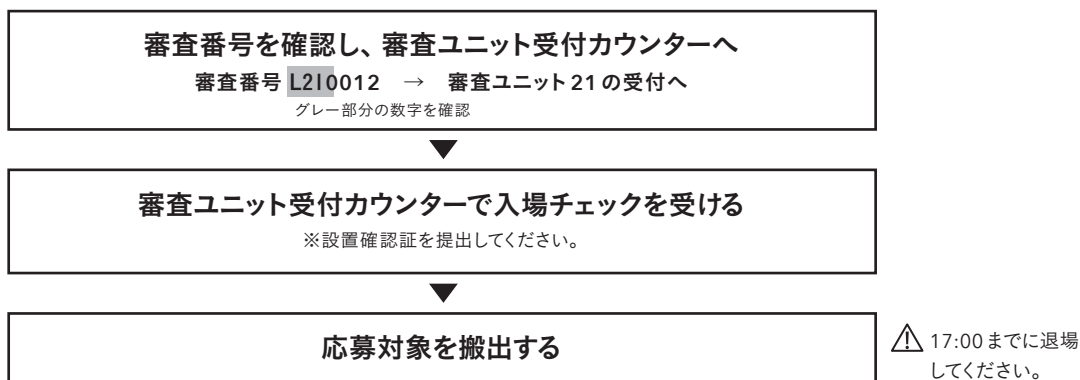 審査番号を確認し、審査ユニット受付カウンターへ
審査番号 L210012 → 審査ユニット21の受付へ
グレー部分の数字を確認
審査ユニット受付カウンターで入場チェックを受ける
※設置確認証を提出してください。
応募対象を搬出する
17:00までに退場
してください。